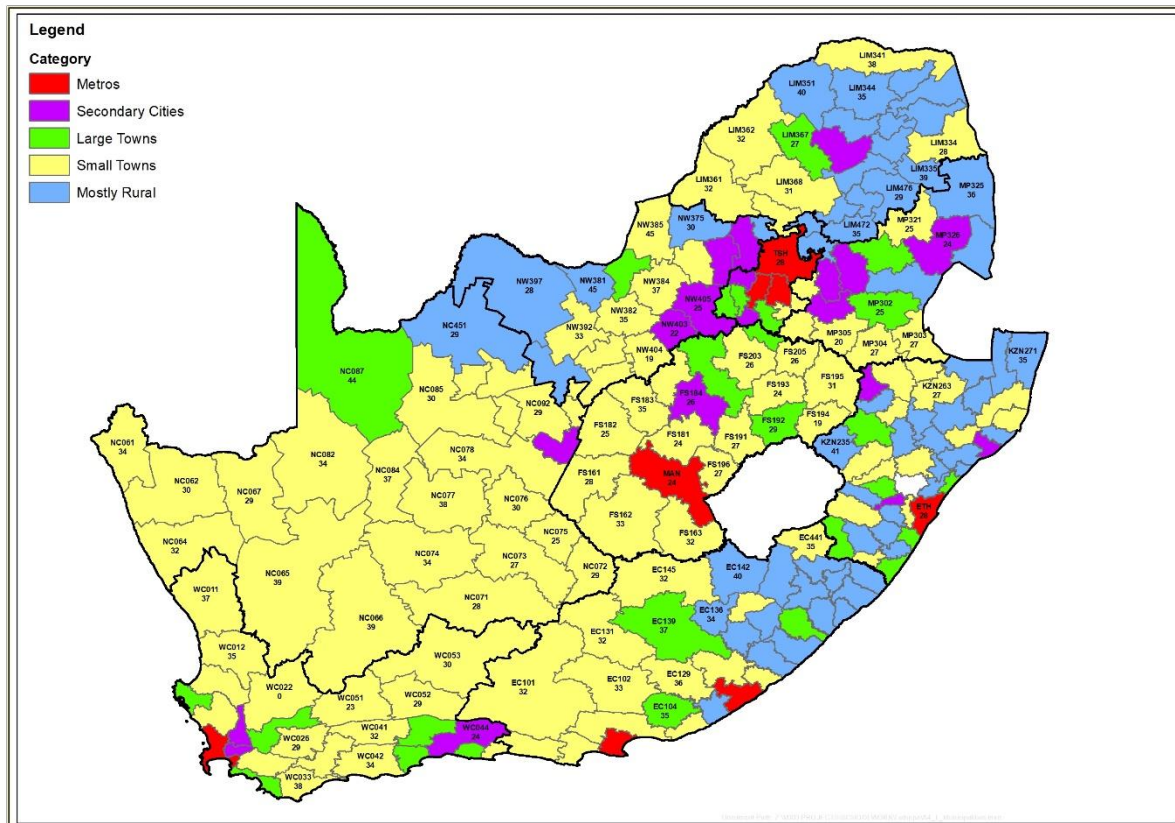 Legend
Category
Metros
Secondary Cities
Large Towns
Small Towns
Mostly Rural
LIM341
38
LIM351
40
LIM344
35
LIM362
32
LIM367
27
LIM334
28
LIM335
39
LIM361
32
LIM368
31
LIM476
29
MP325
36
NW385
45
NW375
30
LIM472
35
MP321
25
MP326
24
TSH
28
NW397
28
NW381
45
NW384
37
NW405
25
NW382
35
NW403
22
MP302
25
NC451
29
NW392
33
NW404
19
MP305
20
MP304
27
MP303
27
KZN271
35
NC087
44
NC085
30
FS203
26
FS205
26
FS195
31
KZN263
27
NC092
29
FS183
35
FS184
26
FS193
24
FS194
19
NC061
34
NC082
34
NC084
37
NC078
34
FS182
25
FS181
24
FS191
27
FS192
29
KZN235
41
NC062
30
NC067
29
FS161
28
MAN
24
FS196
27
NC077
38
NC076
30
ETH
NC064
32
FS162
33
FS163
32
EC441
35
NC075
25
NC065
39
NC074
34
NC073
27
NC072
29
EC145
32
EC142
40
WC011
37
NC066
39
NC071
28
EC139
37
EC136
34
WC012
35
WC053
30
EC131
32
WC022
0
WC051
23
WC052
29
EC101
32
EC102
33
EC129
36
EC104
35
WC026
29
WC041
32
WC044
24
WC042
34
WC033
38